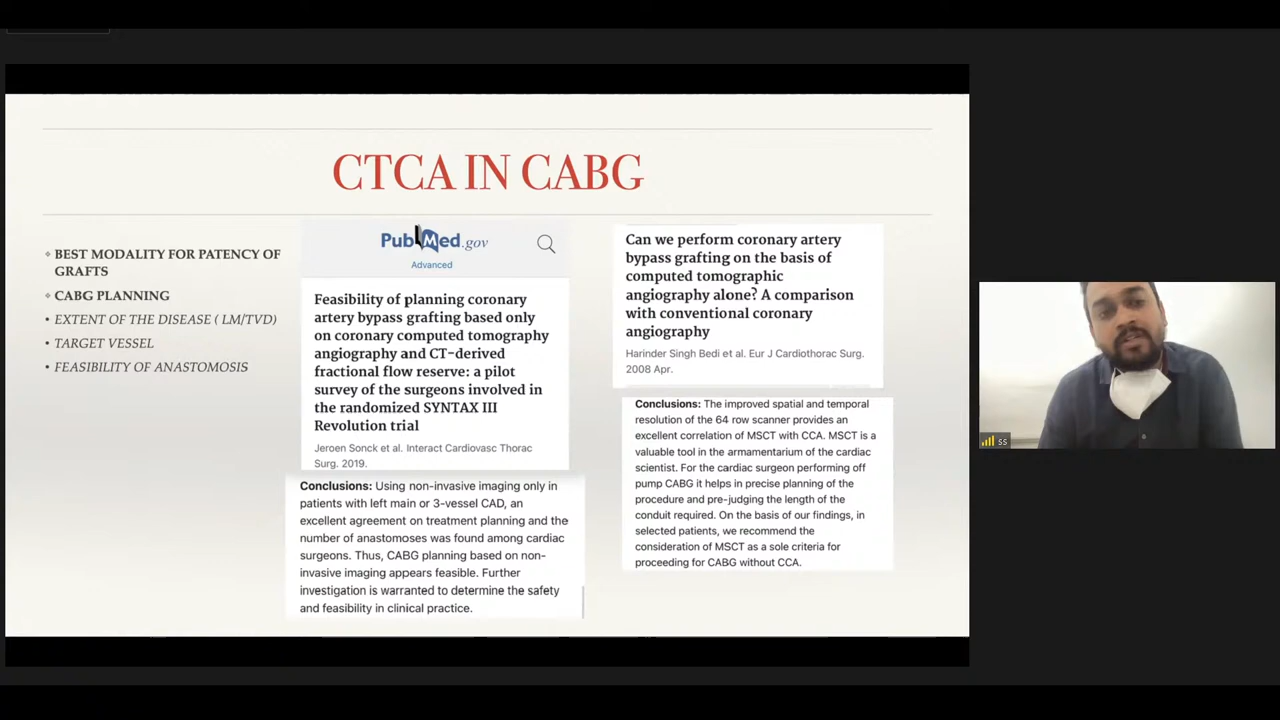 CTCA IN CABG
❖ BEST MODALITY FOR PATENCY OF
GRAFTS
❖ CABG PLANNING
• EXTENT OF THE DISEASE ( LM/TVD)
• TARGET VESSEL
• FEASIBILITY OF ANASTOMOSIS
PubMed.gov
Advanced
Feasibility of planning coronary
artery bypass grafting based only
on coronary computed tomography
angiography and CT-derived
fractional flow reserve: a pilot
survey of the surgeons involved in
the randomized SYNTAX III
Revolution trial
Jeroen Sonck et al. Interact Cardiovasc Thorac
Surg. 2019.
Conclusions: Using non-invasive imaging only in
patients with left main or 3-vessel CAD, an
excellent agreement on treatment planning and the
number of anastomoses was found among cardiac
surgeons. Thus, CABG planning based on non-
invasive imaging appears feasible. Further
investigation is warranted to determine the safety
and feasibility in clinical practice.
Can we perform coronary artery
bypass grafting on the basis of
computed tomographic
angiography alone? A comparison
with conventional coronary
angiography
Harinder Singh Bedi et al. Eur J Cardiothorac Surg.
2008 Apr.
Conclusions: The improved spatial and temporal
resolution of the 64 row scanner provides an
excellent correlation of MSCT with CCA. MSCT is a
valuable tool in the armamentarium of the cardiac
scientist. For the cardiac surgeon performing off
pump CABG it helps in precise planning of the
procedure and pre-judging the length of the
conduit required. On the basis of our findings, in
selected patients, we recommend the
consideration of MSCT as a sole criteria for
proceeding for CABG without CCA.
ss